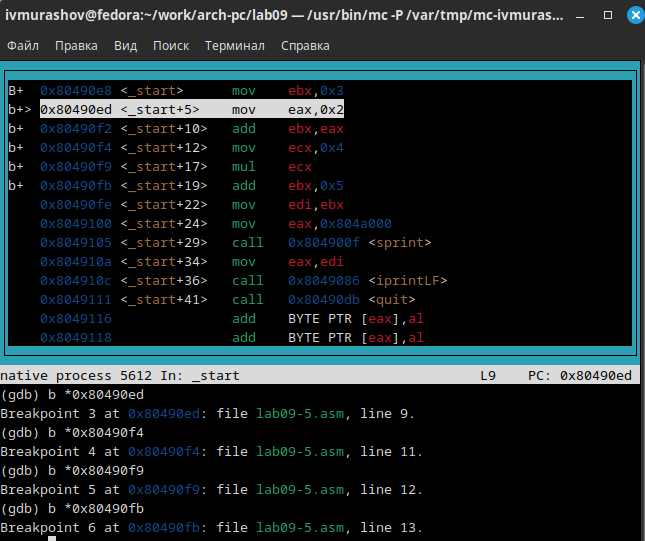 ivmurashov@fedora:~/work/arch-pc/lab09 — /usr/bin/mc -P /var/tmp/mc-ivmuras...
Файл Правка Вид Поиск Терминал Справка
B+ 0x80490e8 <_start> mov ebx,0x3
b+> 0x80490ed <_start+5> mov eax,0x2
b+ 0x80490f2 <_start+10> add ebx,eax
b+ 0x80490f4 <_start+12> mov ecx,0x4
b+ 0x80490f9 <_start+17> mul ecx
b+ 0x80490fb <_start+19> add ebx,0x5
0x80490fe <_start+22> mov edi,ebx
0x8049100 <_start+24> mov eax,0x804a000
0x8049105 <_start+29> call 0x804900f <sprint>
0x804910a <_start+34> mov eax,edi
0x804910c <_start+36> call 0x8049086 <iprintLF>
0x8049111 <_start+41> call 0x80490db <quit>
0x8049116 add BYTE PTR [eax],al
0x8049118 add BYTE PTR [eax],al
native process 5612 In: _start L9 PC: 0x80490ed
(gdb) b *0x80490ed
Breakpoint 3 at 0x80490ed: file lab09-5.asm, line 9.
(gdb) b *0x80490f4
Breakpoint 4 at 0x80490f4: file lab09-5.asm, line 11.
(gdb) b *0x80490f9
Breakpoint 5 at 0x80490f9: file lab09-5.asm, line 12.
(gdb) b *0x80490fb
Breakpoint 6 at 0x80490fb: file lab09-5.asm, line 13.